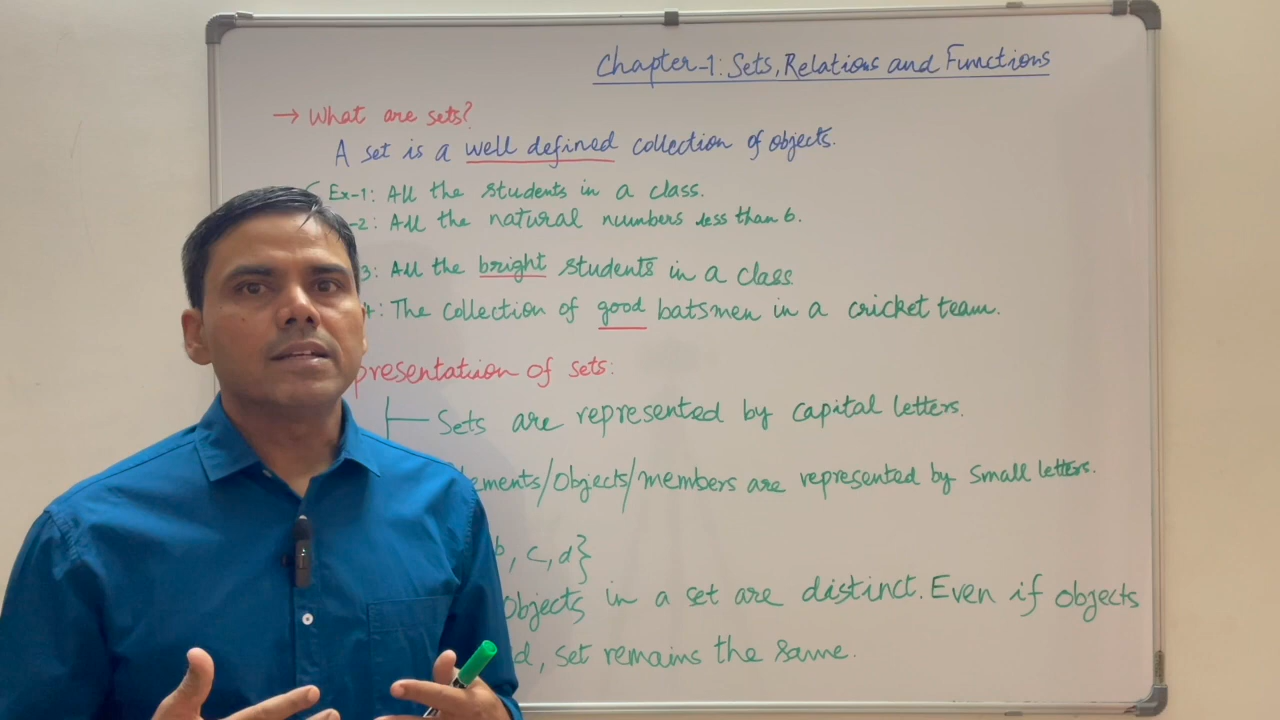 Chapter-1: Sets, Relations and Functions
→ What are sets?
A set is a well defined collection of objects.
Ex-1: All the students in a class.
-2: All the natural numbers less than 6.
3: All the bright students in a class
4: The collection of good batsmen in a cricket team.
presentation of sets:
Sets are represented by capital letters.
ements/Objects/members are represented by small letters.
b, c, d}
Objects in a set are distinct. Even if objects
d, set remains the same.